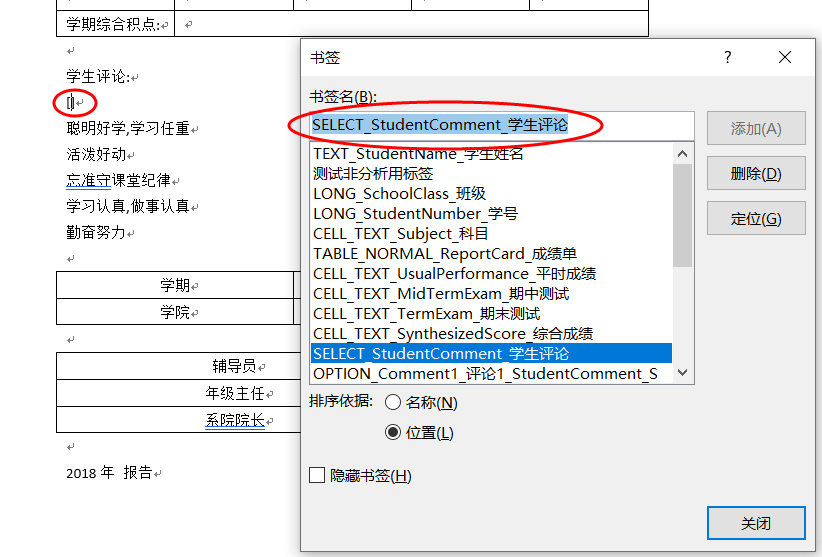 学期综合积点:
学生评论:
[]
聪明好学,学习任重
活泼好动
忘准守课堂纪律
学习认真,做事认真
勤奋努力
学期
学院
辅导员
年级主任
系院院长
2018 年 报告
书签
?
书签名(B):
SELECT_StudentComment_学生评论
添加(A)
TEXT_StudentName_学生姓名
测试非分析用标签
LONG_SchoolClass_班级
LONG_StudentNumber_学号
CELL_TEXT_Subject_科目
TABLE_NORMAL_ReportCard_成绩单
CELL_TEXT_UsualPerformance_平时成绩
CELL_TEXT_MidTermExam_期中测试
CELL_TEXT_TermExam_期末测试
CELL_TEXT_SynthesizedScore_综合成绩
SELECT_StudentComment_学生评论
OPTION_Comment1_评论1_StudentComment_S
删除(D)
定位(G)
排序依据:
名称(N)
位置(L)
隐藏书签(H)
关闭